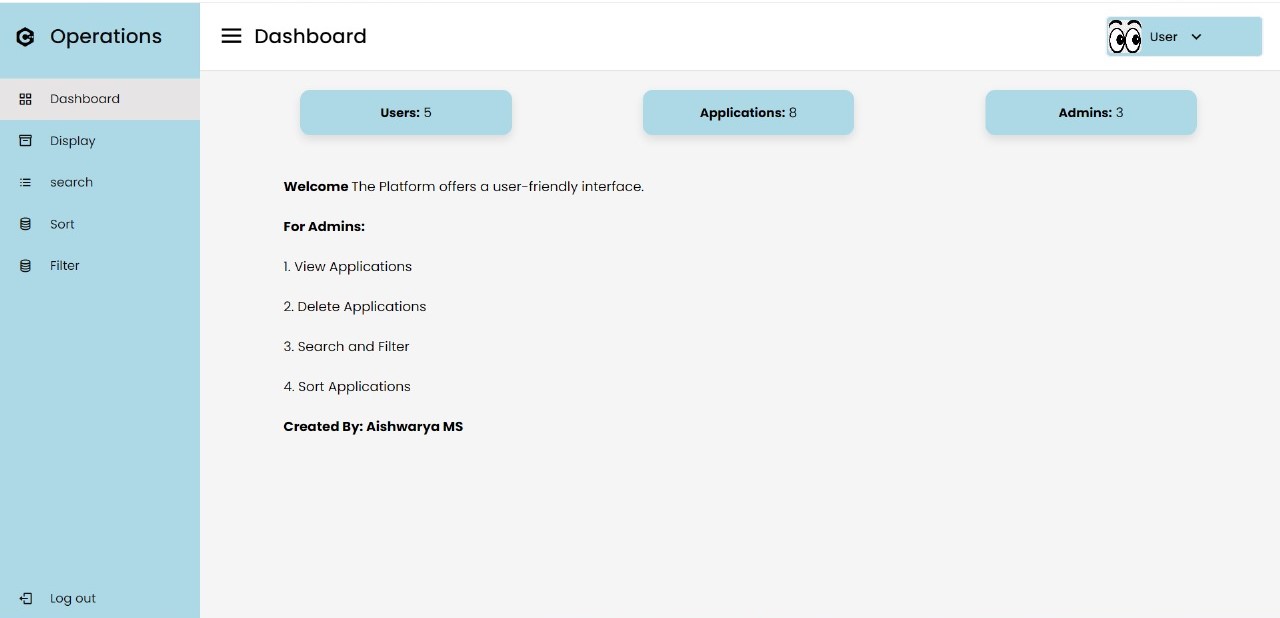 Operations
Dashboard
User
Dashboard
Display
search
Sort
Filter
Log out
Users: 5
Applications: 8
Admins: 3
Welcome The Platform offers a user-friendly interface.
For Admins:
1. View Applications
2. Delete Applications
3. Search and Filter
4. Sort Applications
Created By: Aishwarya MS